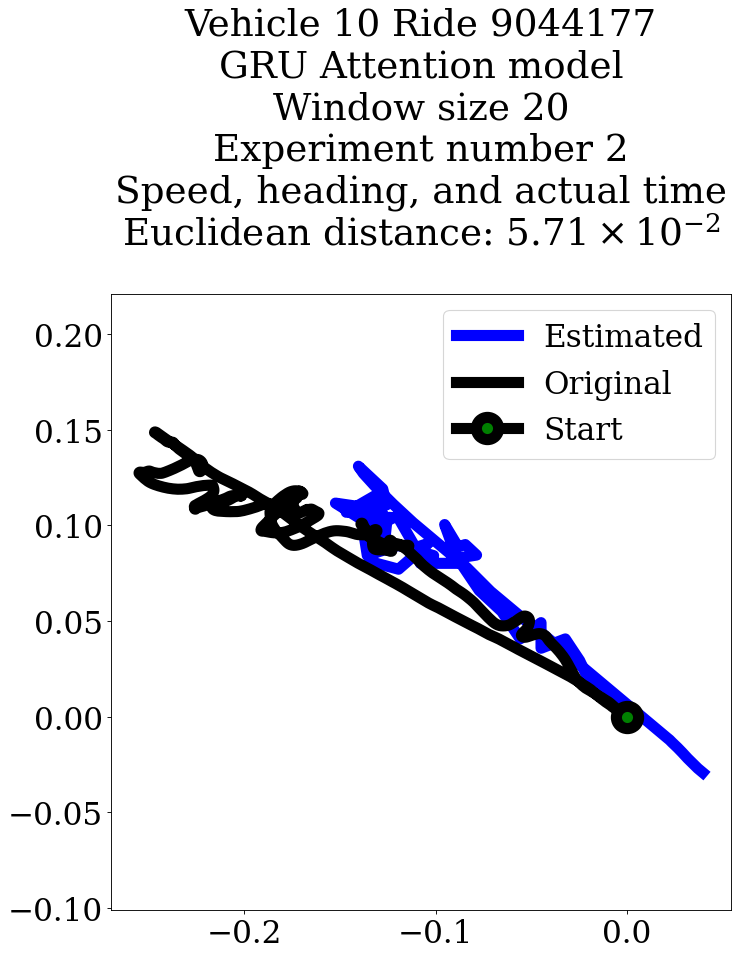 Vehicle 10 Ride 9044177
GRU Attention model
Window size 20
Experiment number 2
Speed, heading, and actual time
Euclidean distance: 5.71 × 10⁻²
Estimated
Original
Start
0.20
0.15
0.10
0.05
0.00
−0.05
−0.10
−0.2
−0.1
0.0